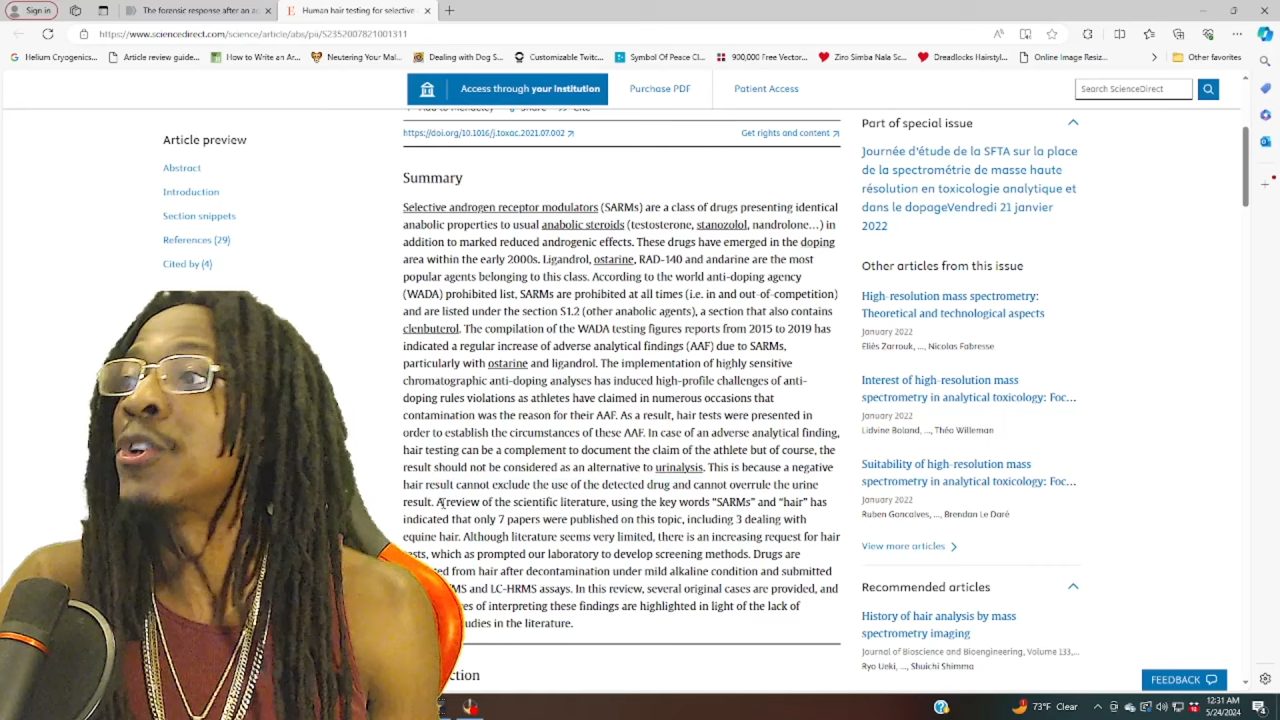 Sign in
The forensic response after an a
Human hair testing for selective
https://www.sciencedirect.com/science/article/abs/pii/S2352007821001311
Helium Cryogenics...
Article review guide...
How to Write an Ar...
Neutering Your Mal...
Dealing with Dog S...
Customizable Twitc...
Symbol Of Peace Cl...
900,000 Free Vector...
Ziro Simba Nala Sc...
Dreadlocks Hairstyl...
Online Image Resiz...
Other favorites
Access through your institution
Purchase PDF
Patient Access
Search ScienceDirect
Article preview
Abstract
Introduction
Section snippets
References (29)
Cited by (4)
Add to Mendeley
Share
Cite
https://doi.org/10.1016/j.toxac.2021.07.002
Get rights and content
Summary
Selective androgen receptor modulators (SARMs) are a class of drugs presenting identical
anabolic properties to usual anabolic steroids (testosterone, stanozolol, nandrolone…) in
addition to marked reduced androgenic effects. These drugs have emerged in the doping
area within the early 2000s. Ligandrol, ostarine, RAD-140 and andarine are the most
popular agents belonging to this class. According to the world anti-doping agency
(WADA) prohibited list, SARMs are prohibited at all times (i.e. in and out-of-competition)
and are listed under the section S1.2 (other anabolic agents), a section that also contains
clenbuterol. The compilation of the WADA testing figures reports from 2015 to 2019 has
indicated a regular increase of adverse analytical findings (AAF) due to SARMs,
particularly with ostarine and ligandrol. The implementation of highly sensitive
chromatographic anti-doping analyses has induced high-profile challenges of anti-
doping rules violations as athletes have claimed in numerous occasions that
contamination was the reason for their AAF. As a result, hair tests were presented in
order to establish the circumstances of these AAF. In case of an adverse analytical finding,
hair testing can be a complement to document the claim of the athlete but of course, the
result should not be considered as an alternative to urinalysis. This is because a negative
hair result cannot exclude the use of the detected drug and cannot overrule the urine
result. A review of the scientific literature, using the key words “SARMs” and “hair” has
indicated that only 7 papers were published on this topic, including 3 dealing with
equine hair. Although literature seems very limited, there is an increasing request for hair
ests, which as prompted our laboratory to develop screening methods. Drugs are
ed from hair after decontamination under mild alkaline condition and submitted
MS and LC-HRMS assays. In this review, several original cases are provided, and
es of interpreting these findings are highlighted in light of the lack of
udies in the literature.
ction
Part of special issue
Journée d'étude de la SFTA sur la place
de la spectrométrie de masse haute
résolution en toxicologie analytique et
dans le dopageVendredi 21 janvier
2022
Other articles from this issue
High-resolution mass spectrometry:
Theoretical and technological aspects
January 2022
Eliés Zarrouk, …, Nicolas Fabresse
Interest of high-resolution mass
spectrometry in analytical toxicology: Foc…
January 2022
Lidvine Boland, …, Théo Willeman
Suitability of high-resolution mass
spectrometry in analytical toxicology: Foc…
January 2022
Ruben Goncalves, …, Brendan Le Daré
View more articles
Recommended articles
History of hair analysis by mass
spectrometry imaging
Journal of Bioscience and Bioengineering, Volume 133,…
Ryo Ueki, …, Shuichi Shimma
FEEDBACK
73°F Clear
12:31 AM
5/24/2024